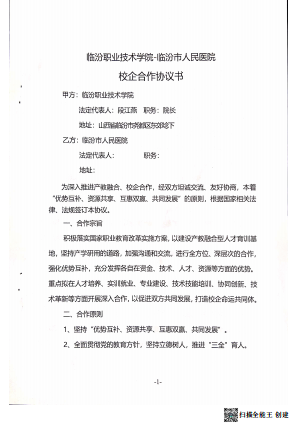 临汾职业技术学院-临汾市人民医院
校企合作协议书
甲方：临汾职业技术学院
法定代表人：段江燕 职务：院长
地址：山西省临汾市尧都区东郊坡下
乙方：临汾市人民医院
法定代表人： 职务：
地址：
为深入推进产教融合、校企合作，经双方坦诚交流、友好协商，本着
“优势互补、资源共享、互惠双赢、共同发展”的原则，根据国家相关法
律、法规签订本协议。
一、合作宗旨
积极落实国家职业教育改革实施方案，以建设产教融合型人才育训基
地，坚持产学研用的道路，加强沟通和交流，进行全方位、深层次的合作，
强化优势互补，充分发挥各自在资金、技术、人才、资源等方面的优势。
重点拟在人才培养、实训就业、专业建设、技术技能培训、协同创新、技
术革新等方面开展深入合作，以促进双方共同发展，打造校企命运共同体。
二、合作原则
1、坚持“优势互补、资源共享、互惠双赢、共同发展”。
2、全面贯彻党的教育方针，坚持立德树人，推进“三全”育人。
-1-
扫描全能王 创建